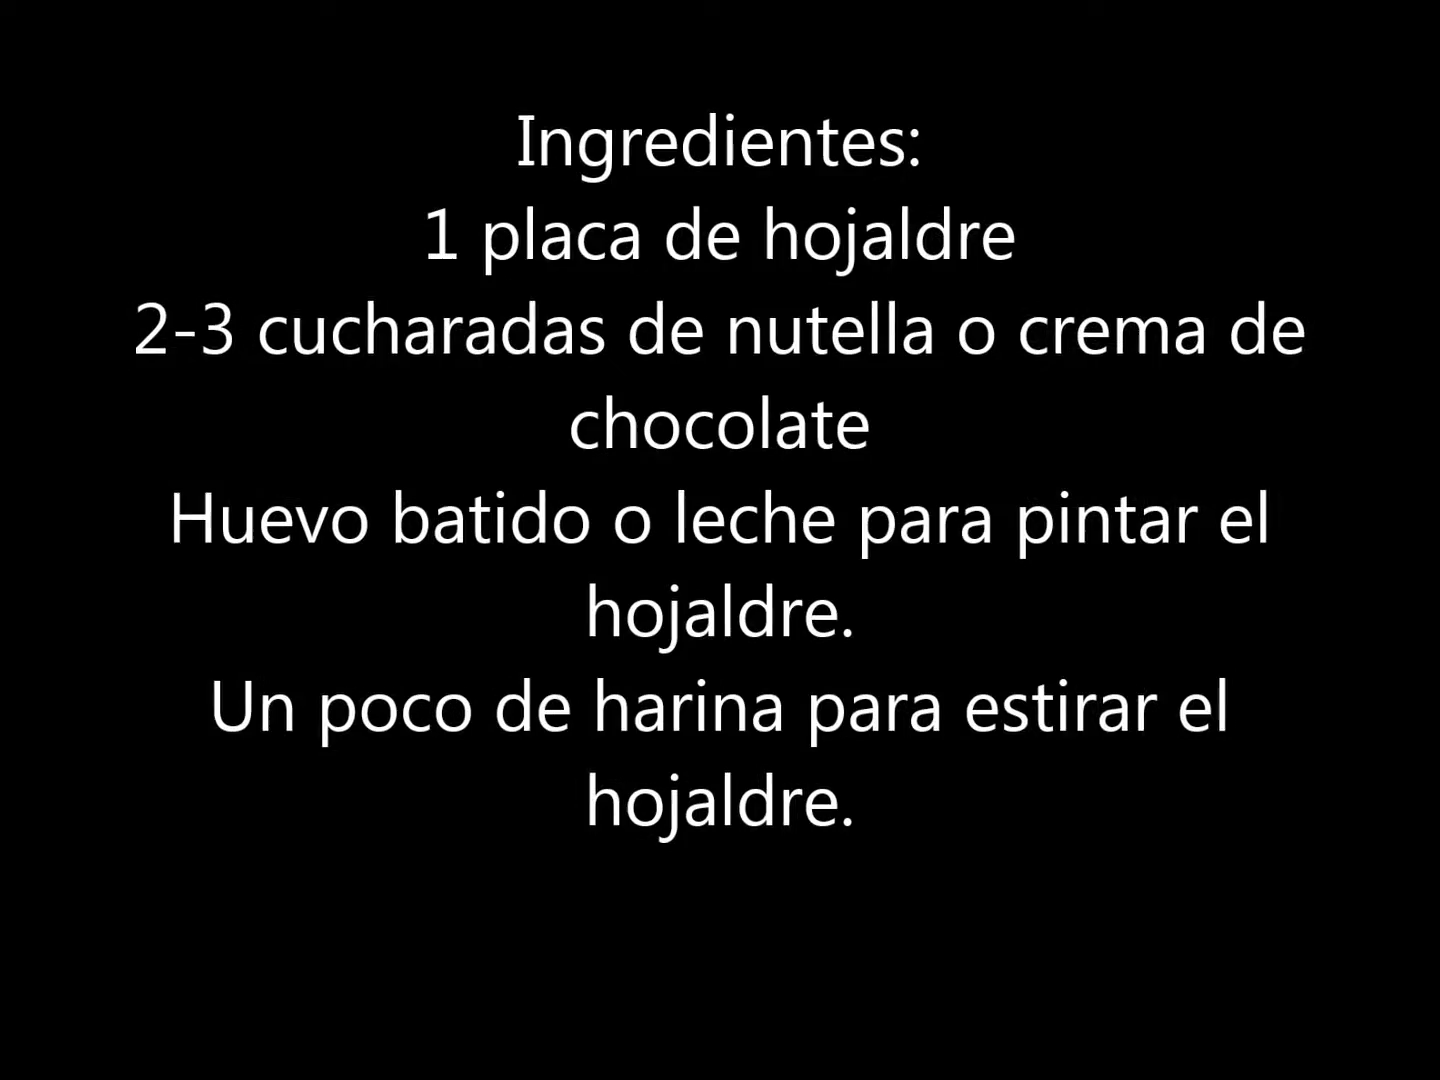 Ingredientes:
1 placa de hojaldre
2-3 cucharadas de nutella o crema de
chocolate
Huevo batido o leche para pintar el
hojaldre.
Un poco de harina para estirar el
hojaldre.